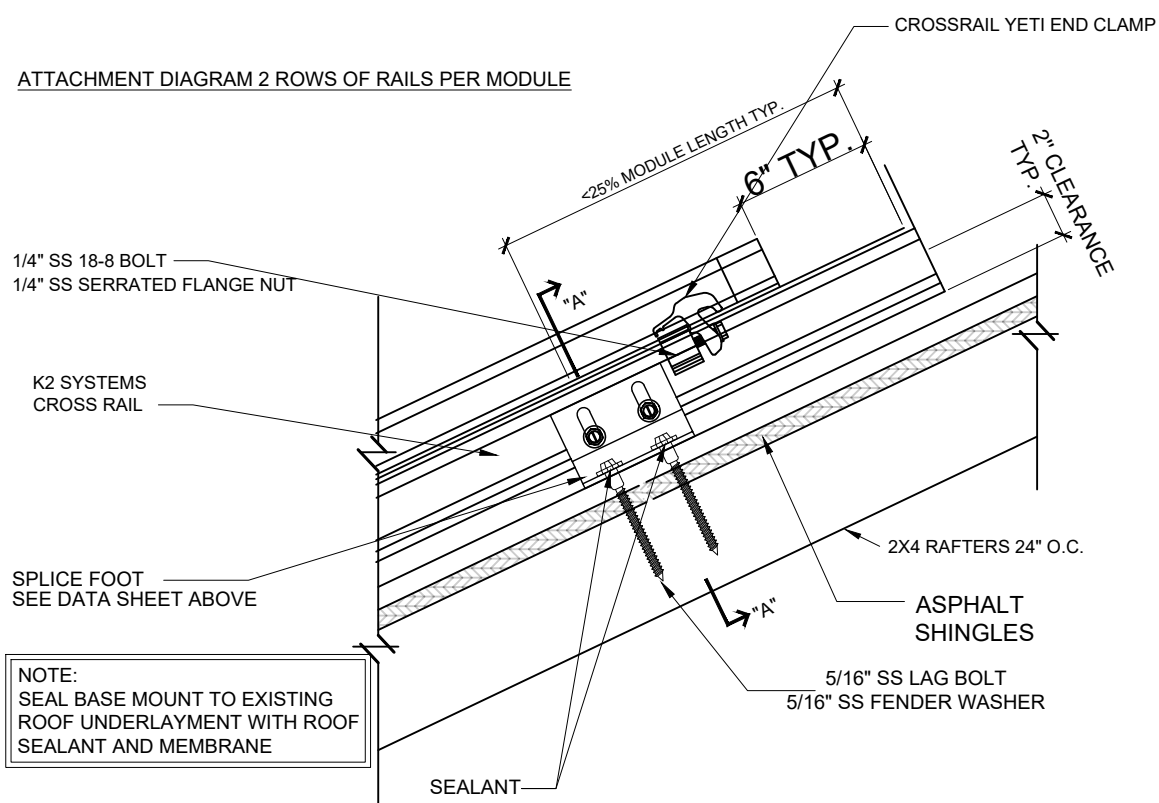 CROSSRAIL YETI END CLAMP
ATTACHMENT DIAGRAM 2 ROWS OF RAILS PER MODULE
<25% MODULE LENGTH TYP.
6" TYP.
2" CLEARANCE
TYP.
1/4" SS 18-8 BOLT
1/4" SS SERRATED FLANGE NUT
"A"
K2 SYSTEMS
CROSS RAIL
2X4 RAFTERS 24" O.C.
SPLICE FOOT
SEE DATA SHEET ABOVE
"A"
ASPHALT
SHINGLES
NOTE:
SEAL BASE MOUNT TO EXISTING
ROOF UNDERLAYMENT WITH ROOF
SEALANT AND MEMBRANE
5/16" SS LAG BOLT
5/16" SS FENDER WASHER
SEALANT